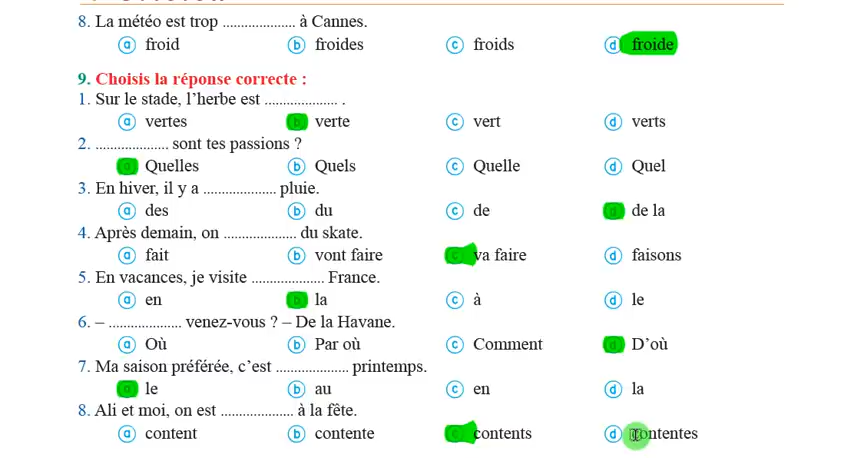 8. La météo est trop .................... à Cannes.
ⓐ froid ⓑ froides ⓒ froids ⓓ froide
9. Choisis la réponse correcte :
1. Sur le stade, l’herbe est .................... .
ⓐ vertes ⓑ verte ⓒ vert ⓓ verts
2. .................... sont tes passions ?
ⓐ Quelles ⓑ Quels ⓒ Quelle ⓓ Quel
3. En hiver, il y a .................... pluie.
ⓐ des ⓑ du ⓒ de ⓓ de la
4. Après demain, on .................... du skate.
ⓐ fait ⓑ vont faire ⓒ va faire ⓓ faisons
5. En vacances, je visite .................... France.
ⓐ en ⓑ la ⓒ à ⓓ le
6. – .................... venez-vous ? – De la Havane.
ⓐ Où ⓑ Par où ⓒ Comment ⓓ D’où
7. Ma saison préférée, c’est .................... printemps.
ⓐ le ⓑ au ⓒ en ⓓ la
8. Ali et moi, on est .................... à la fête.
ⓐ content ⓑ contente ⓒ contents ⓓ contentes